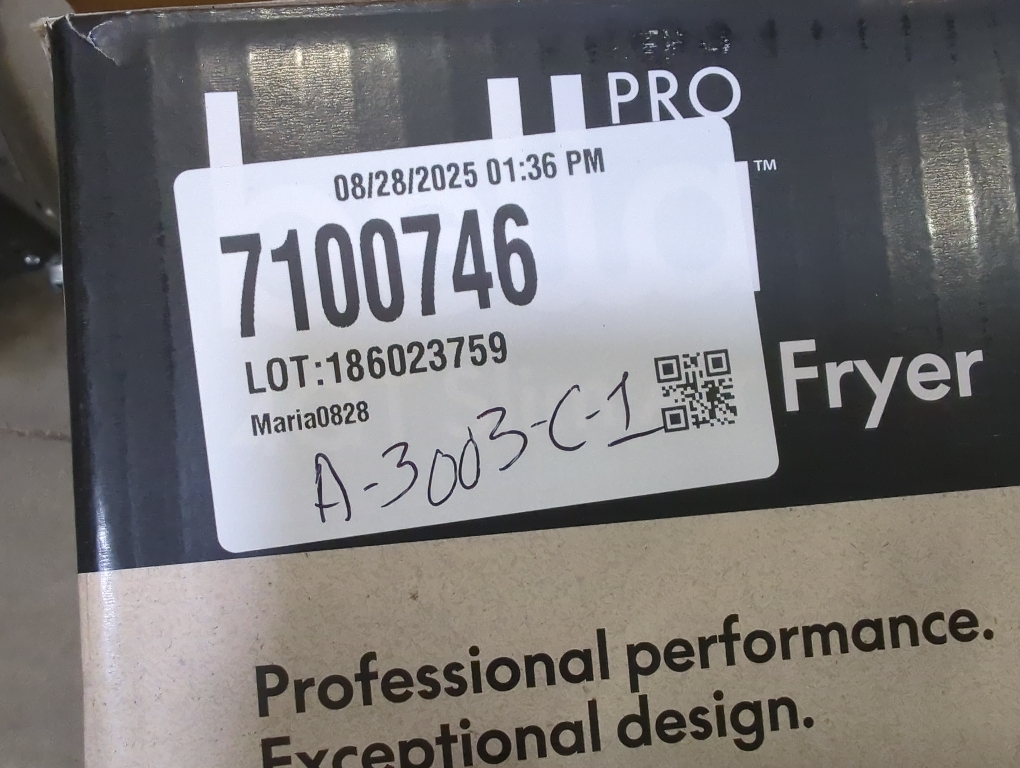 PRO
™
08/28/2025 01:36 PM
7100746
LOT:186023759
Maria0828
A-3003-C-1
Fryer
Professional performance.
Exceptional design.